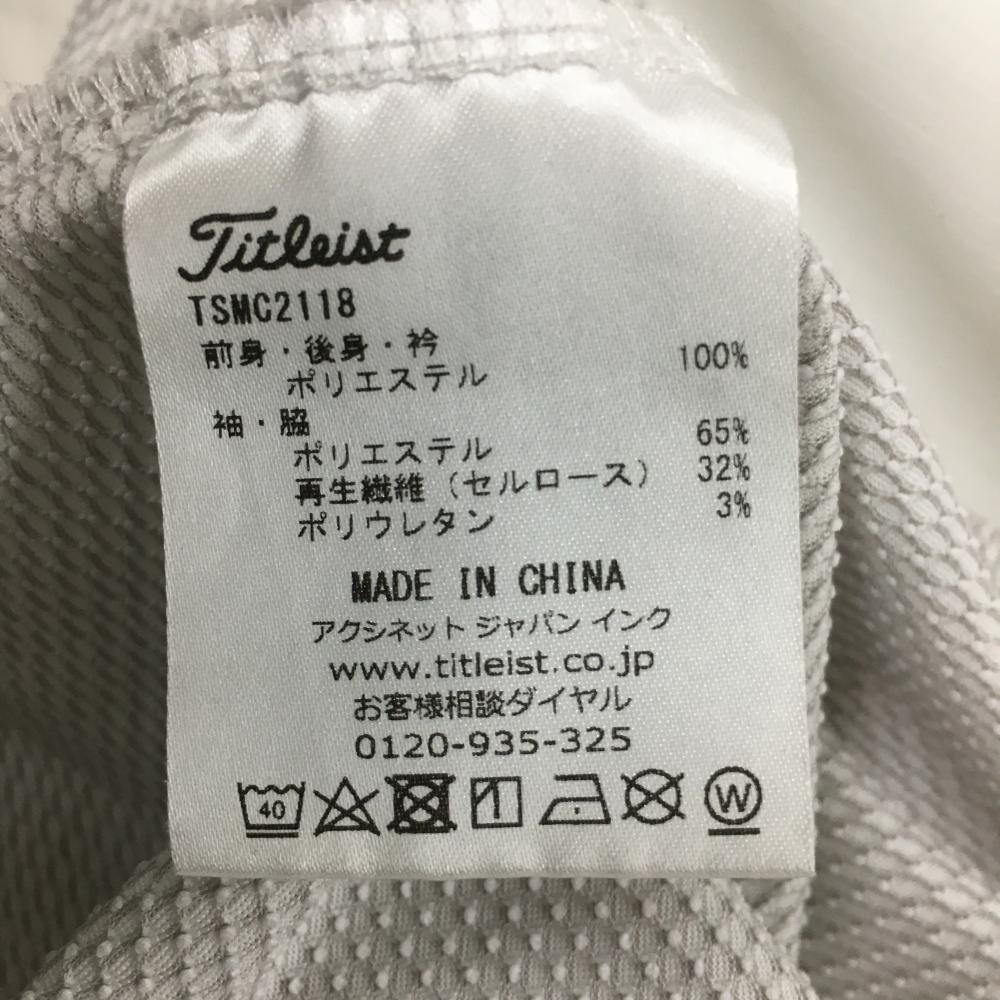 Titleist
TSMC2118
前身・後身・衿
ポリエステル 100%
袖・脇
ポリエステル 65%
再生繊維（セルロース） 32%
ポリウレタン 3%
MADE IN CHINA
アクシネット ジャパン インク
www.titleist.co.jp
お客様相談ダイヤル
0120-935-325
40 W